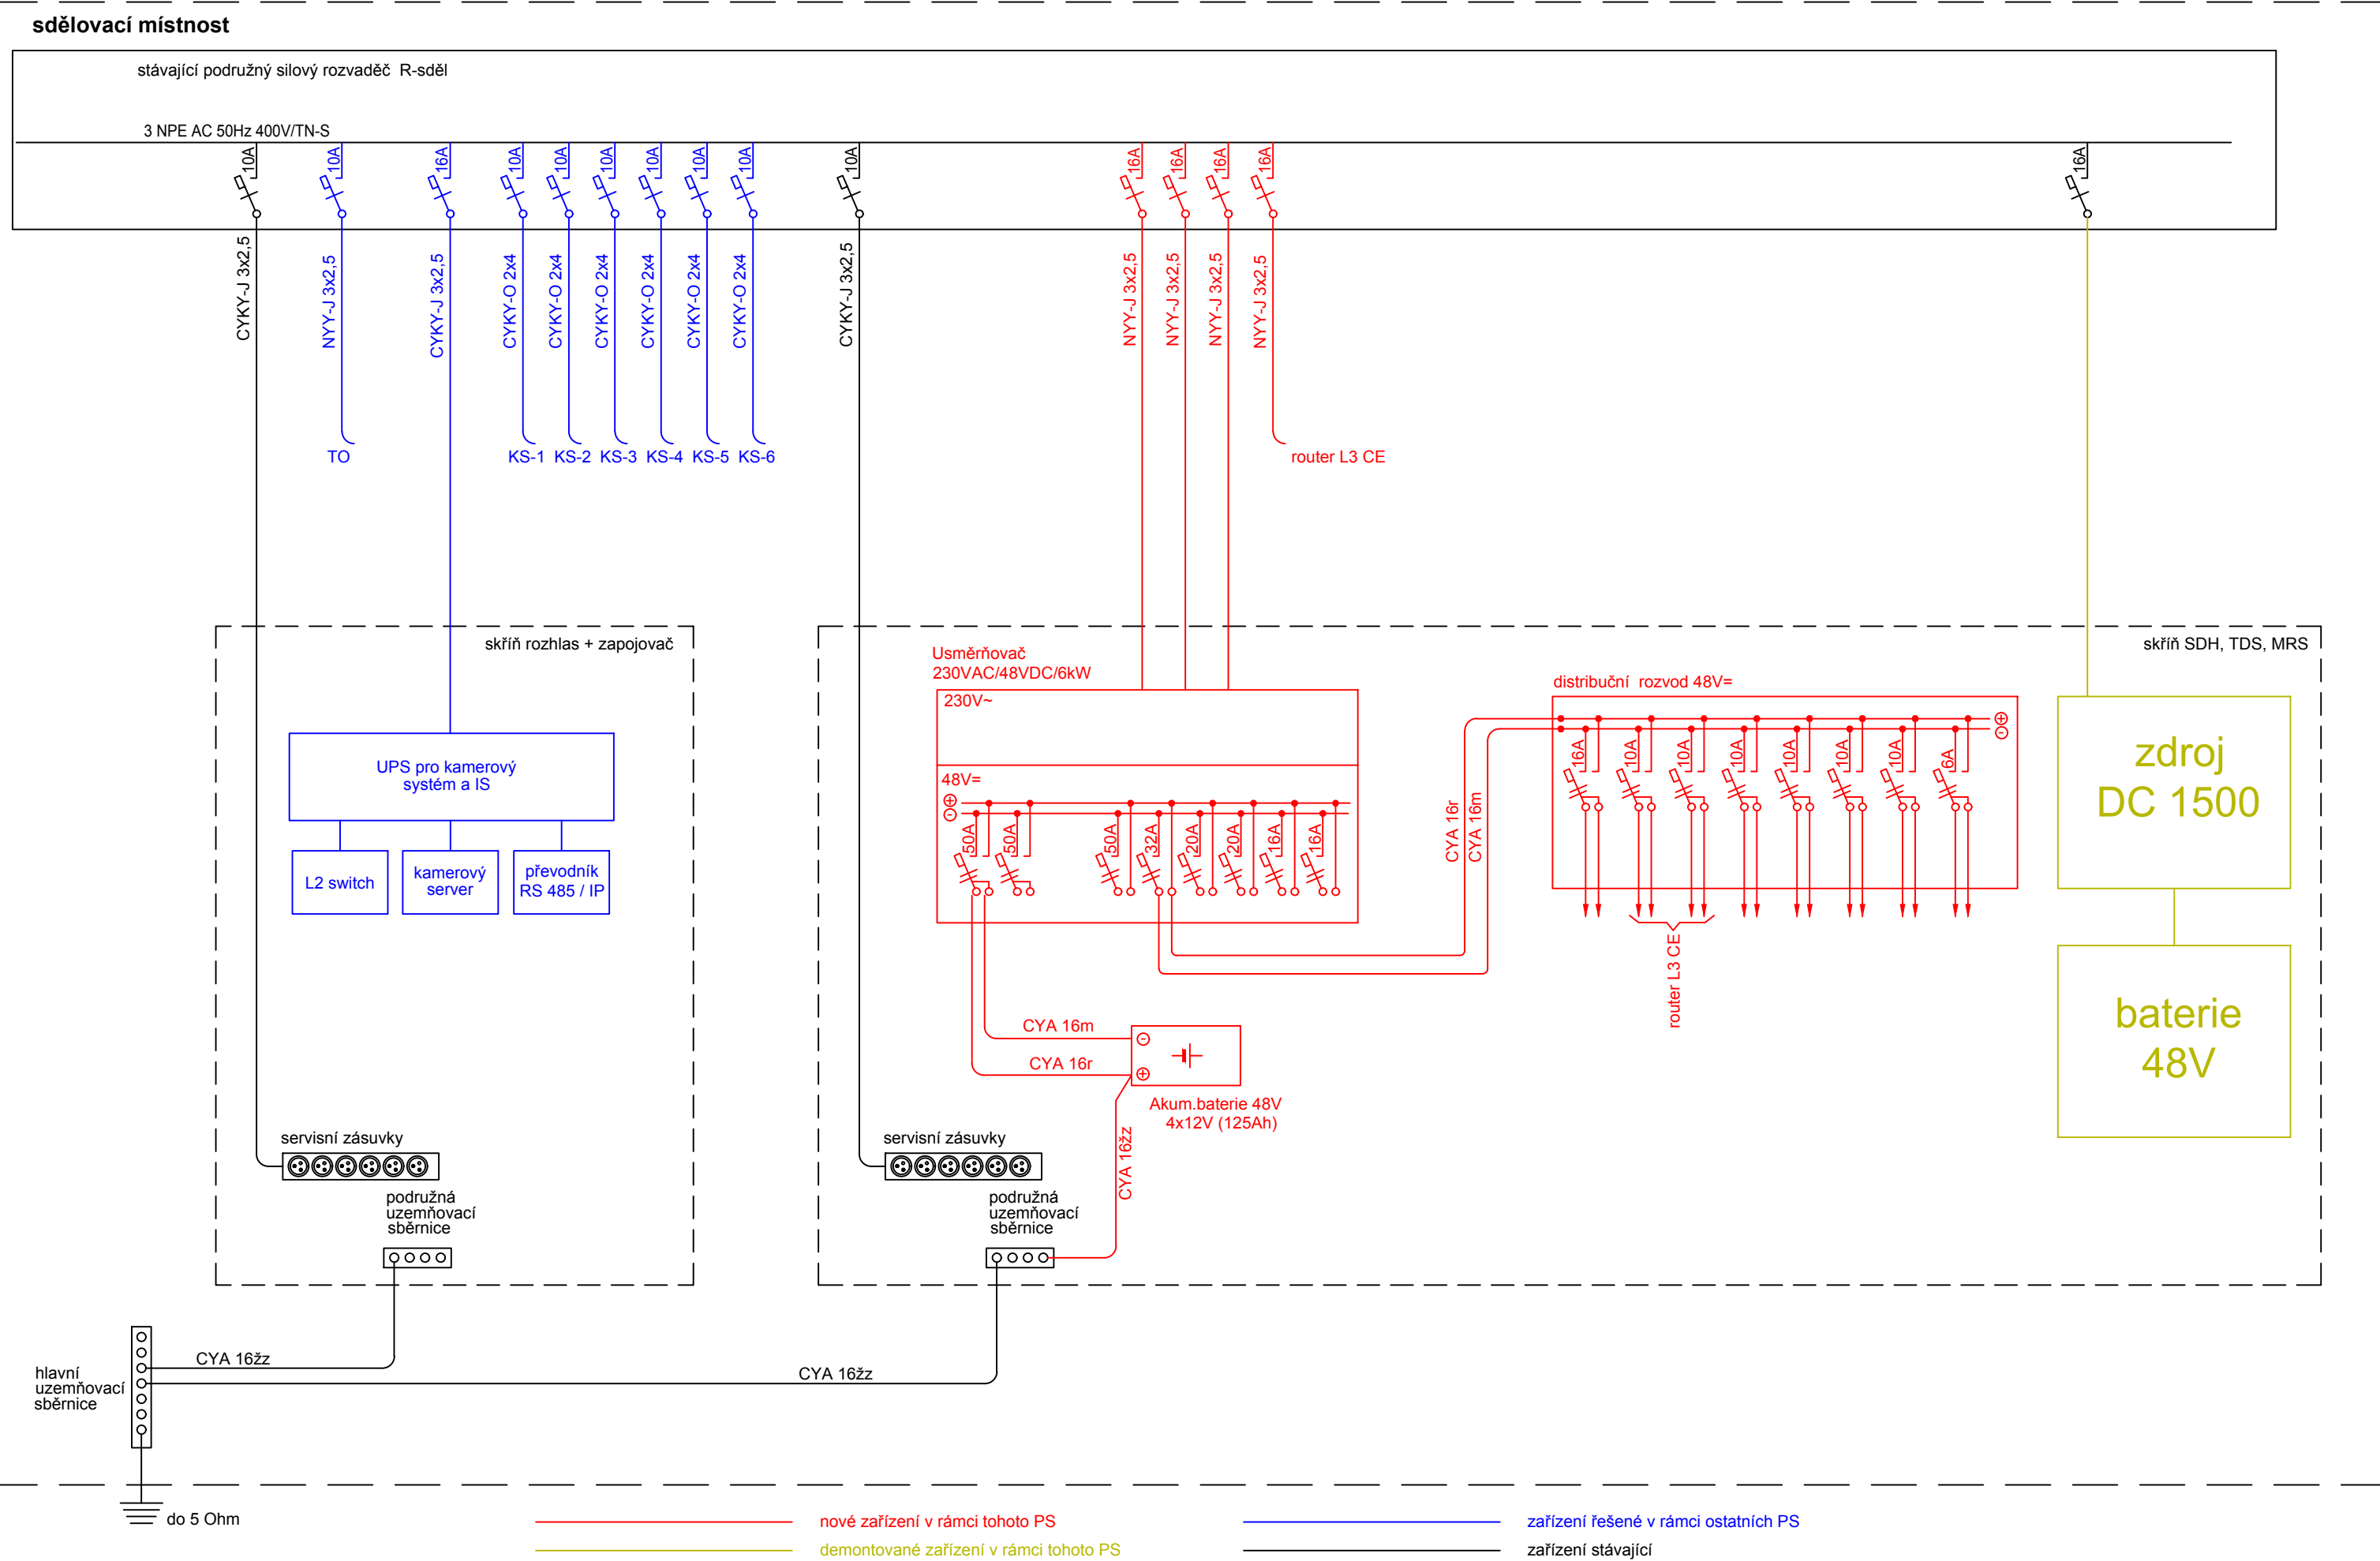 sdělovací místnost
stávající podružný silový rozvaděč  R-sděl
3 NPE AC 50Hz 400V/TN-S
10A
10A
16A
10A
10A
10A
10A
10A
10A
10A
16A
16A
16A
16A
16A
CYKY-J 3x2,5
NYY-J 3x2,5
CYKY-J 3x2,5
CYKY-O 2x4
CYKY-O 2x4
CYKY-O 2x4
CYKY-O 2x4
CYKY-O 2x4
CYKY-O 2x4
CYKY-J 3x2,5
NYY-J 3x2,5
NYY-J 3x2,5
NYY-J 3x2,5
NYY-J 3x2,5
TO
KS-1
KS-2
KS-3
KS-4
KS-5
KS-6
router L3 CE
skříň rozhlas + zapojovač
UPS pro kamerový
systém a IS
L2 switch
kamerový
server
převodník
RS 485 / IP
servisní zásuvky
podružná
uzemňovací
sběrnice
skříň SDH, TDS, MRS
Usměrňovač
230VAC/48VDC/6kW
230V~
48V=
50A
50A
50A
32A
20A
20A
16A
16A
CYA 16r
CYA 16m
distribuční  rozvod 48V=
16A
10A
10A
10A
10A
10A
10A
6A
router L3 CE
zdroj
DC 1500
baterie
48V
CYA 16m
CYA 16r
Akum.baterie 48V
4x12V (125Ah)
CYA 16žz
servisní zásuvky
podružná
uzemňovací
sběrnice
hlavní
uzemňovací
sběrnice
CYA 16žz
CYA 16žz
do 5 Ohm
nové zařízení v rámci tohoto PS
demontované zařízení v rámci tohoto PS
zařízení řešené v rámci ostatních PS
zařízení stávající